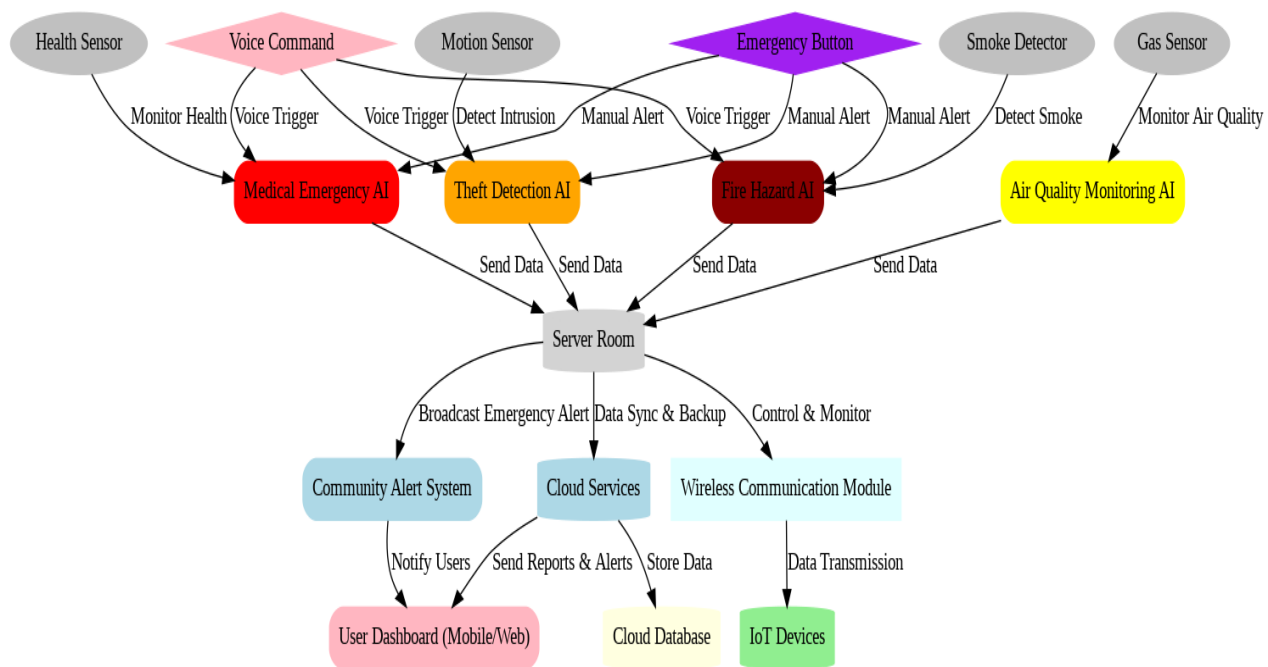 Health Sensor
Voice Command
Motion Sensor
Emergency Button
Smoke Detector
Gas Sensor
Monitor Health
Voice Trigger
Voice Trigger
Detect Intrusion
Manual Alert
Voice Trigger
Manual Alert
Manual Alert
Detect Smoke
Monitor Air Quality
Medical Emergency AI
Theft Detection AI
Fire Hazard AI
Air Quality Monitoring AI
Send Data
Send Data
Send Data
Send Data
Server Room
Broadcast Emergency Alert
Data Sync & Backup
Control & Monitor
Community Alert System
Cloud Services
Wireless Communication Module
Notify Users
Send Reports & Alerts
Store Data
Data Transmission
User Dashboard (Mobile/Web)
Cloud Database
IoT Devices